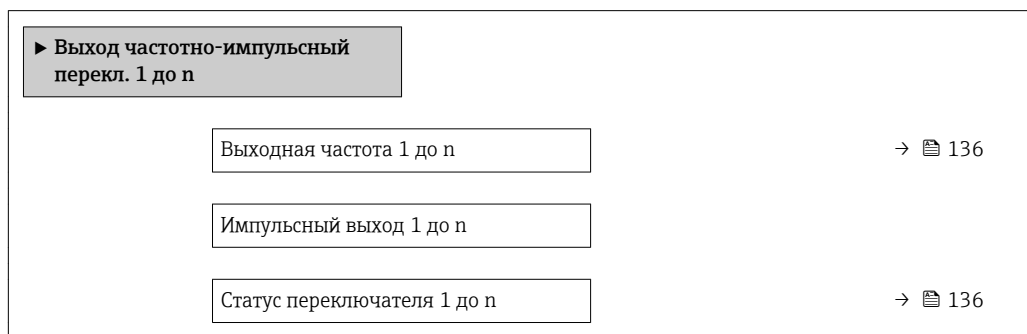 ▶ Выход частотно-импульсный
перекл. 1 до n
Выходная частота 1 до n → 136
Импульсный выход 1 до n
Статус переключателя 1 до n → 136